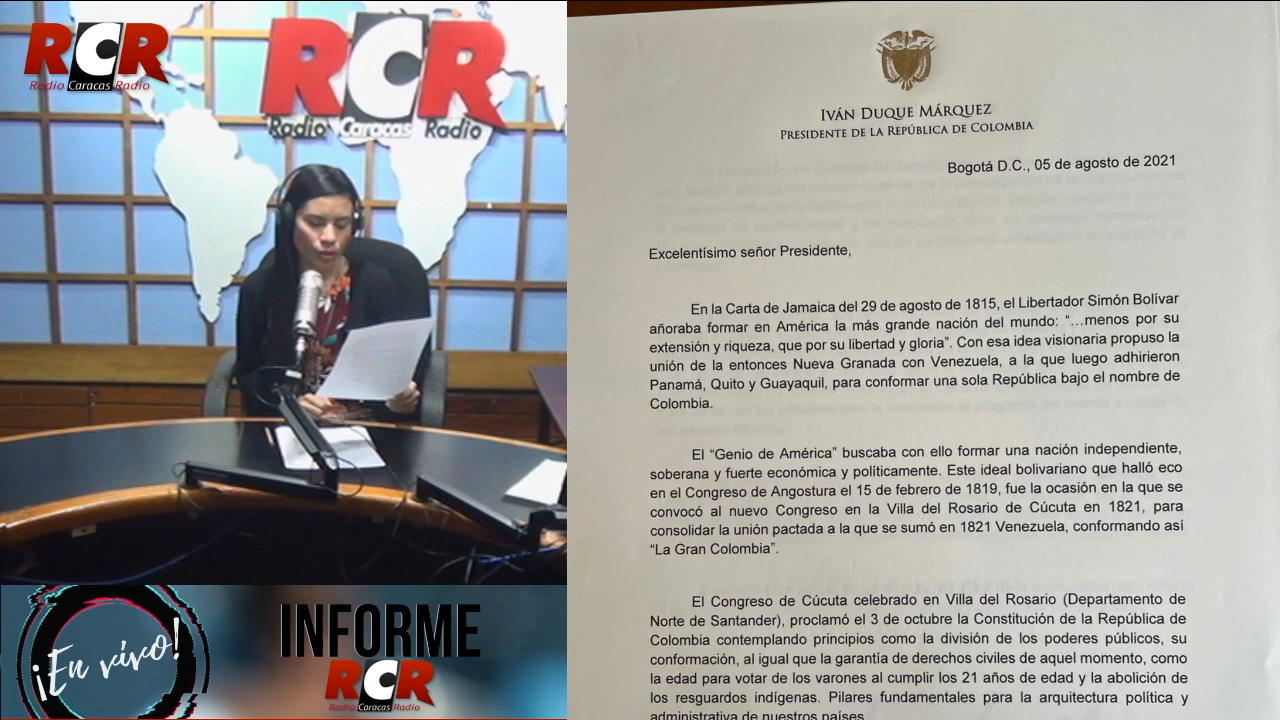 RCR
Radio Caracas Radio
RCR
Radio Caracas Radio
¡En vivo!
INFORME
RCR
Radio Caracas Radio
IVÁN DUQUE MÁRQUEZ
PRESIDENTE DE LA REPÚBLICA DE COLOMBIA
Bogotá D.C., 05 de agosto de 2021
Excelentísimo señor Presidente,
En la Carta de Jamaica del 29 de agosto de 1815, el Libertador Simón Bolívar
añoraba formar en América la más grande nación del mundo: “…menos por su
extensión y riqueza, que por su libertad y gloria”. Con esa idea visionaria propuso la
unión de la entonces Nueva Granada con Venezuela, a la que luego adhirieron
Panamá, Quito y Guayaquil, para conformar una sola República bajo el nombre de
Colombia.
El “Genio de América” buscaba con ello formar una nación independiente,
soberana y fuerte económica y políticamente. Este ideal bolivariano que halló eco
en el Congreso de Angostura el 15 de febrero de 1819, fue la ocasión en la que se
convocó al nuevo Congreso en la Villa del Rosario de Cúcuta en 1821, para
consolidar la unión pactada a la que se sumó en 1821 Venezuela, conformando así
“La Gran Colombia”.
El Congreso de Cúcuta celebrado en Villa del Rosario (Departamento de
Norte de Santander), proclamó el 3 de octubre la Constitución de la República de
Colombia contemplando principios como la división de los poderes públicos, su
conformación, al igual que la garantía de derechos civiles de aquel momento, como
la edad para votar de los varones al cumplir los 21 años de edad y la abolición de
los resguardos indígenas. Pilares fundamentales para la arquitectura política y
administrativa de nuestros países